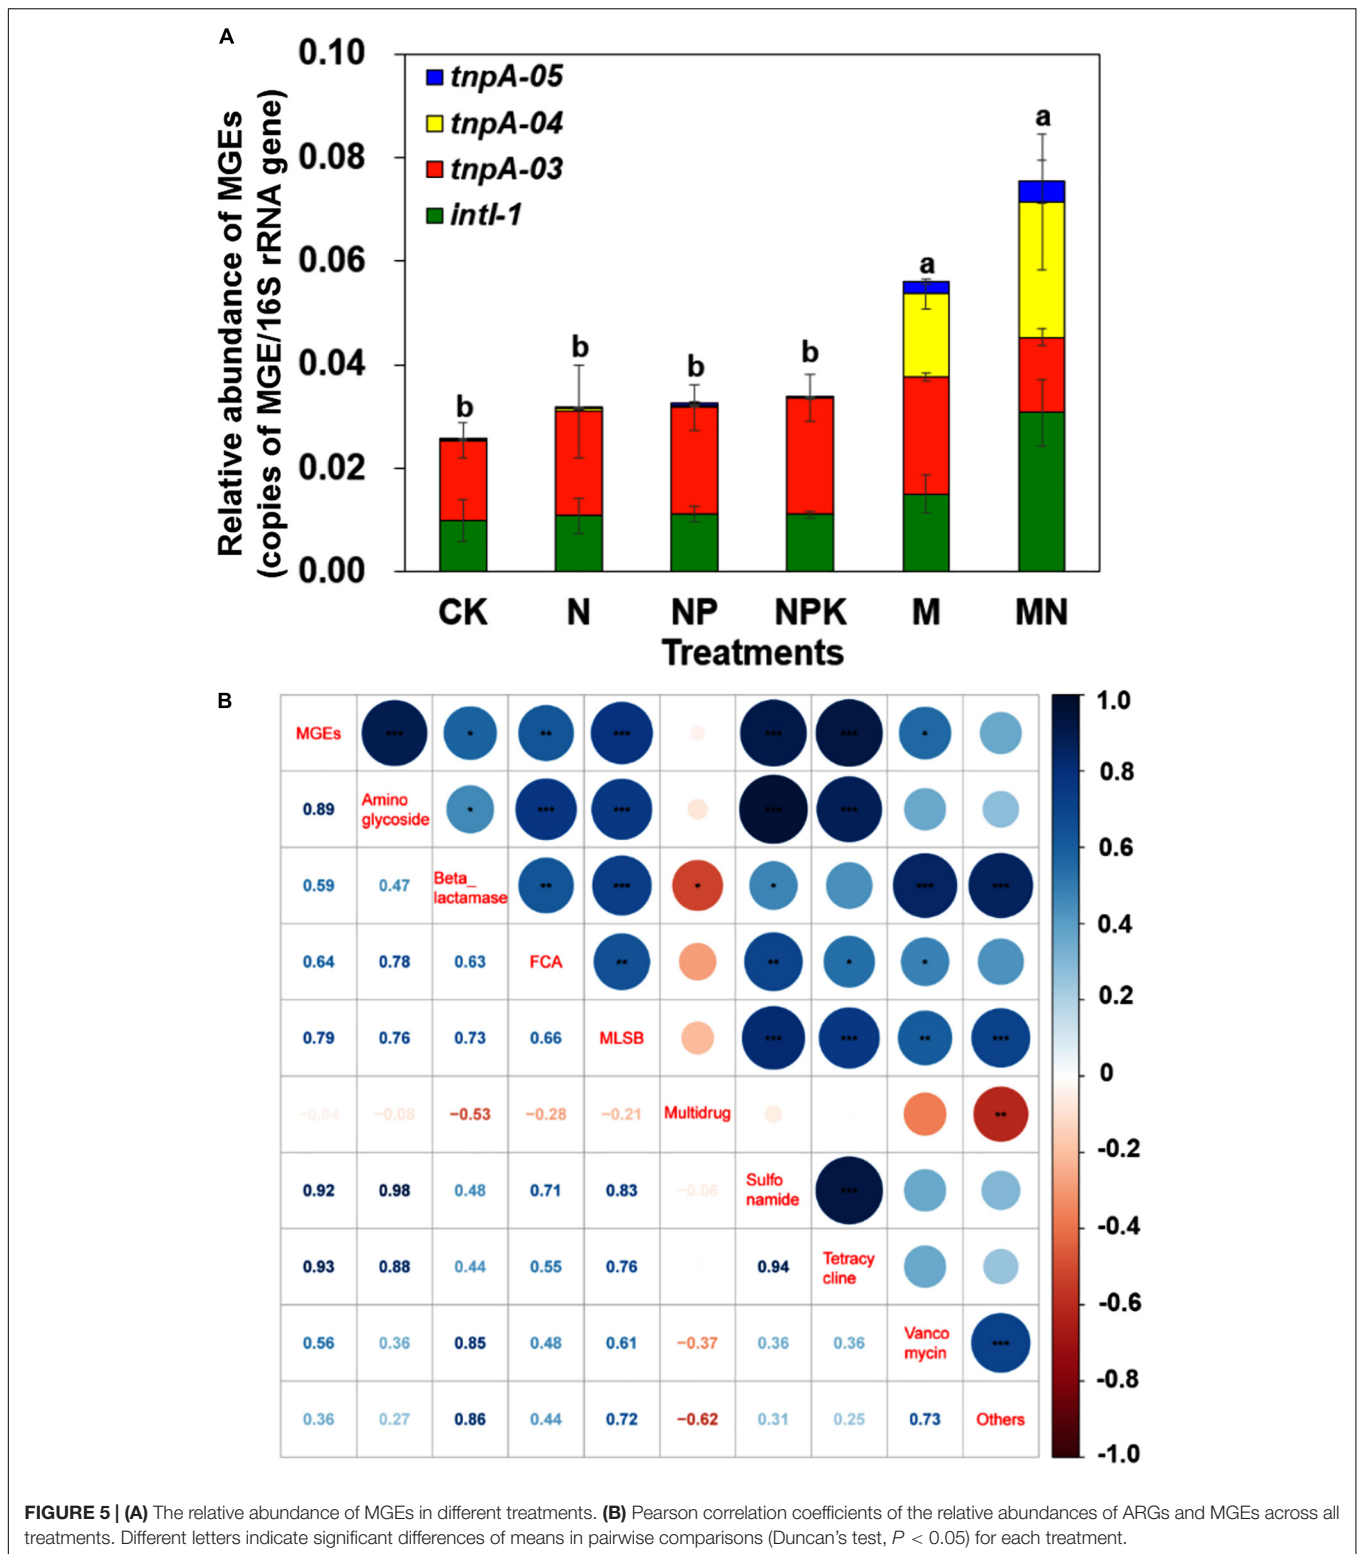 A
Relative abundance of MGEs
(copies of MGE/16S rRNA gene)
0.10
0.08
0.06
0.04
0.02
0.00
tnpA-05
tnpA-04
tnpA-03
intI-1
b
b
b
b
a
a
CK N NP NPK M MN
Treatments
B
MGEs *** * ** *** *** *** *
0.89 Amino
glycoside * *** *** *** ***
0.59 0.47 Beta_
lactamase ** *** * * *** ***
0.64 0.78 0.63 FCA ** ** * *
0.79 0.76 0.73 0.66 MLSB *** *** ** ***
−0.04 −0.08 −0.53 −0.28 −0.21 Multidrug **
0.92 0.98 0.48 0.71 0.83 −0.06 Sulfo
namide ***
0.93 0.88 0.44 0.55 0.76 0.94 Tetracy
cline
0.56 0.36 0.85 0.48 0.61 −0.37 0.36 0.36 Vanco
mycin ***
0.36 0.27 0.86 0.44 0.72 −0.62 0.31 0.25 0.73 Others
1.0
0.8
0.6
0.4
0.2
0
-0.2
-0.4
-0.6
-0.8
-1.0
FIGURE 5 | (A) The relative abundance of MGEs in different treatments. (B) Pearson correlation coefficients of the relative abundances of ARGs and MGEs across all
treatments. Different letters indicate significant differences of means in pairwise comparisons (Duncan's test, P < 0.05) for each treatment.